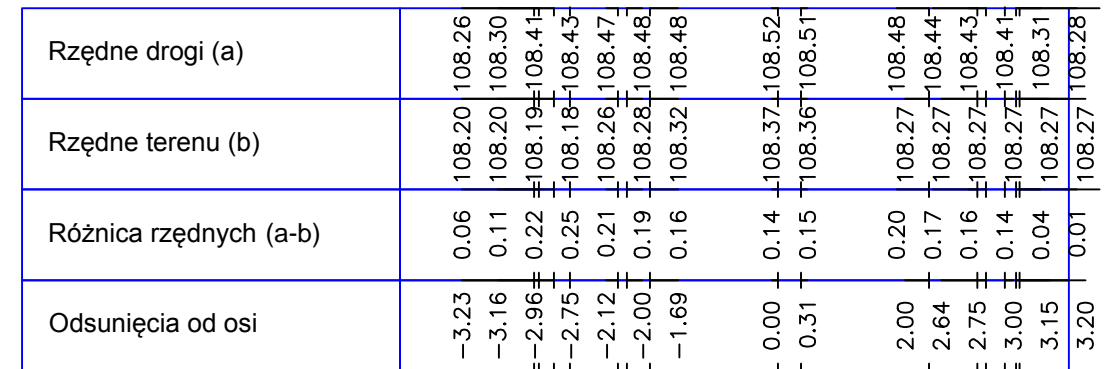 Rzędne drogi (a) 108.26 108.30 108.41 108.43 108.47 108.48 108.48 108.52 108.51 108.48 108.44 108.43 108.41 108.31 108.28
Rzędne terenu (b) 108.20 108.20 108.19 108.18 108.26 108.28 108.32 108.37 108.36 108.27 108.27 108.27 108.27 108.27 108.27
Różnica rzędnych (a-b) 0.06 0.11 0.22 0.25 0.21 0.19 0.16 0.14 0.15 0.20 0.17 0.16 0.14 0.04 0.01
Odsunięcia od osi -3.23 -3.16 -2.96 -2.75 -2.12 -2.00 -1.69 0.00 0.31 2.00 2.64 2.75 3.00 3.15 3.20